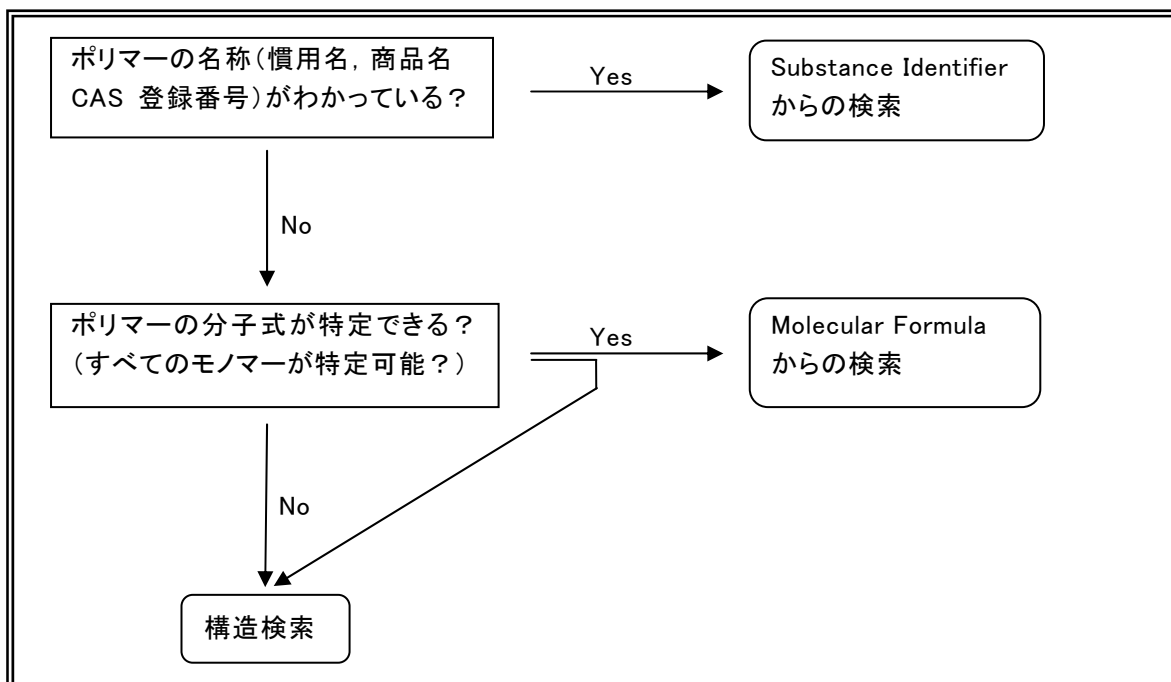 ポリマーの名称(慣用名, 商品名
CAS 登録番号)がわかっている?
Yes
Substance Identifier
からの検索
No
ポリマーの分子式が特定できる?
(すべてのモノマーが特定可能?)
Yes
Molecular Formula
からの検索
No
構造検索